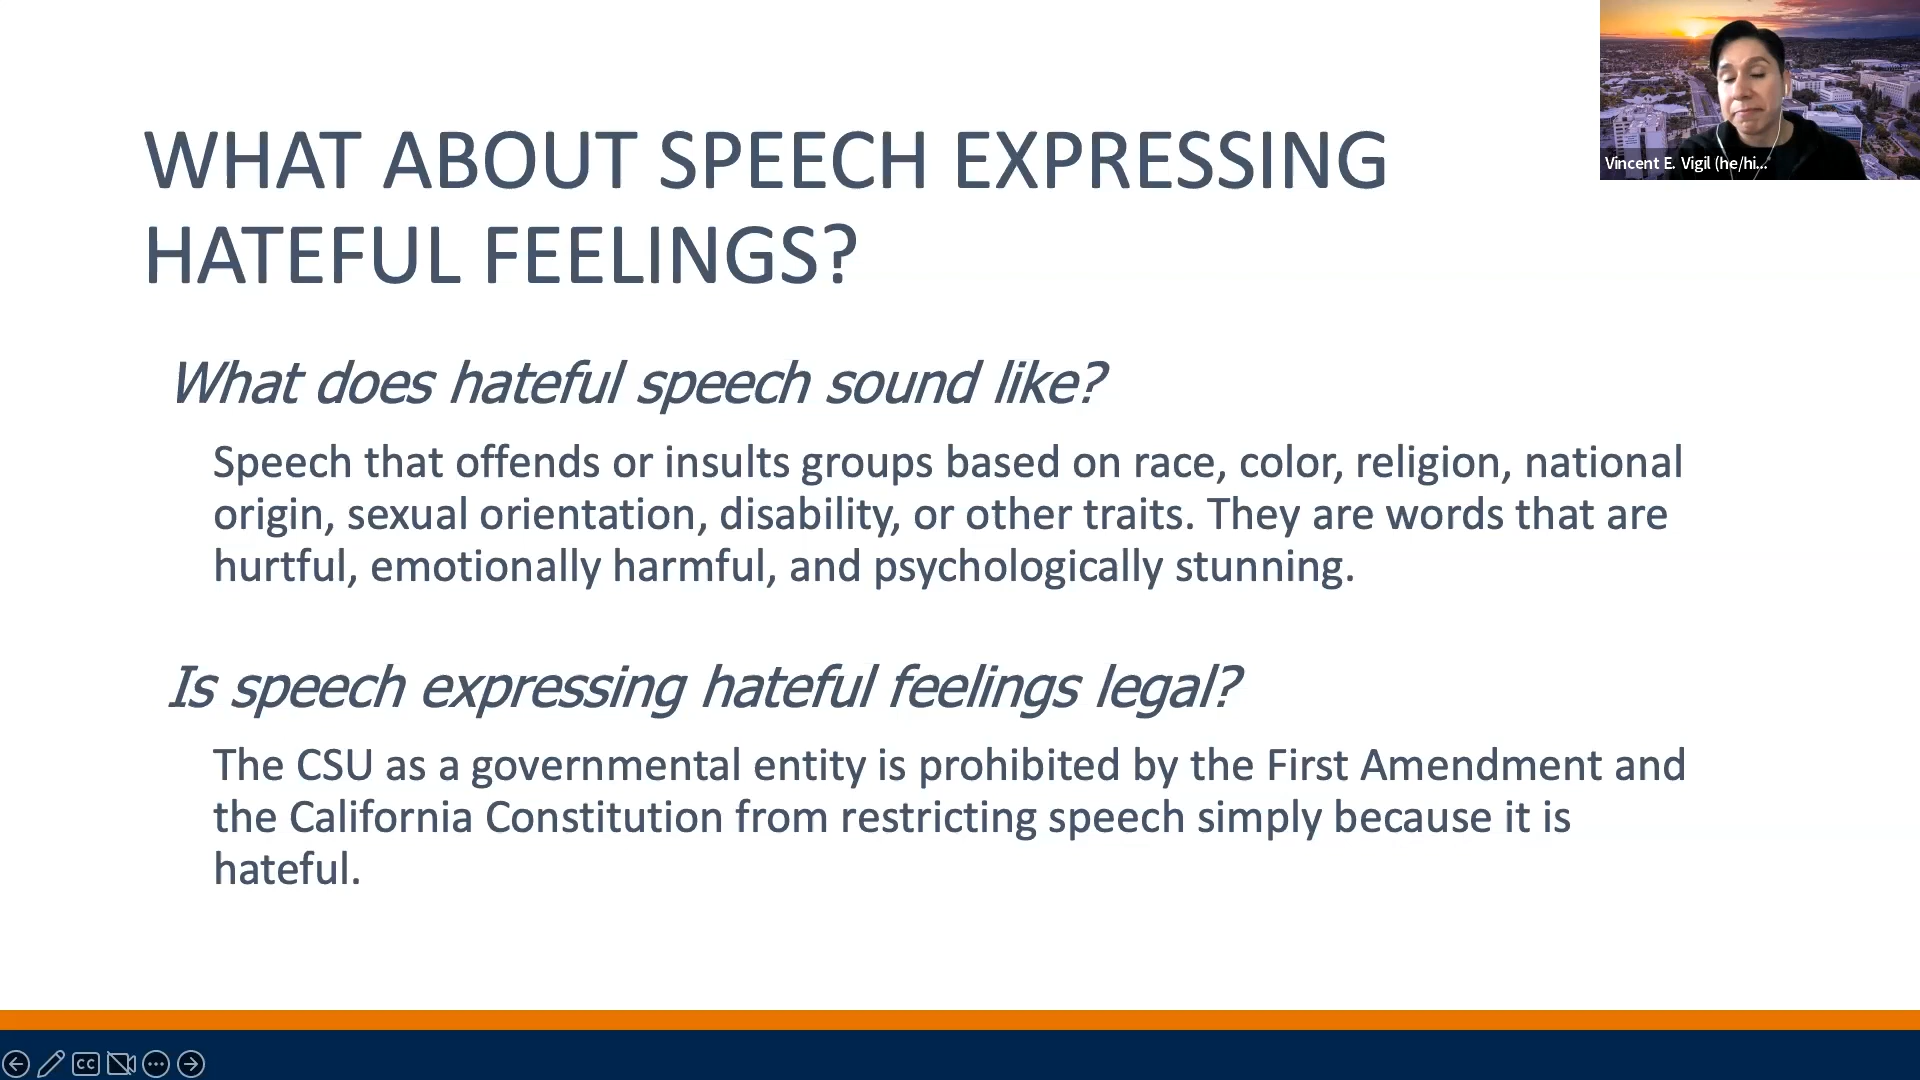 WHAT ABOUT SPEECH EXPRESSING
HATEFUL FEELINGS?
Vincent E. Vigil (he/hi...
What does hateful speech sound like?
Speech that offends or insults groups based on race, color, religion, national
origin, sexual orientation, disability, or other traits. They are words that are
hurtful, emotionally harmful, and psychologically stunning.
Is speech expressing hateful feelings legal?
The CSU as a governmental entity is prohibited by the First Amendment and
the California Constitution from restricting speech simply because it is
hateful.
CC